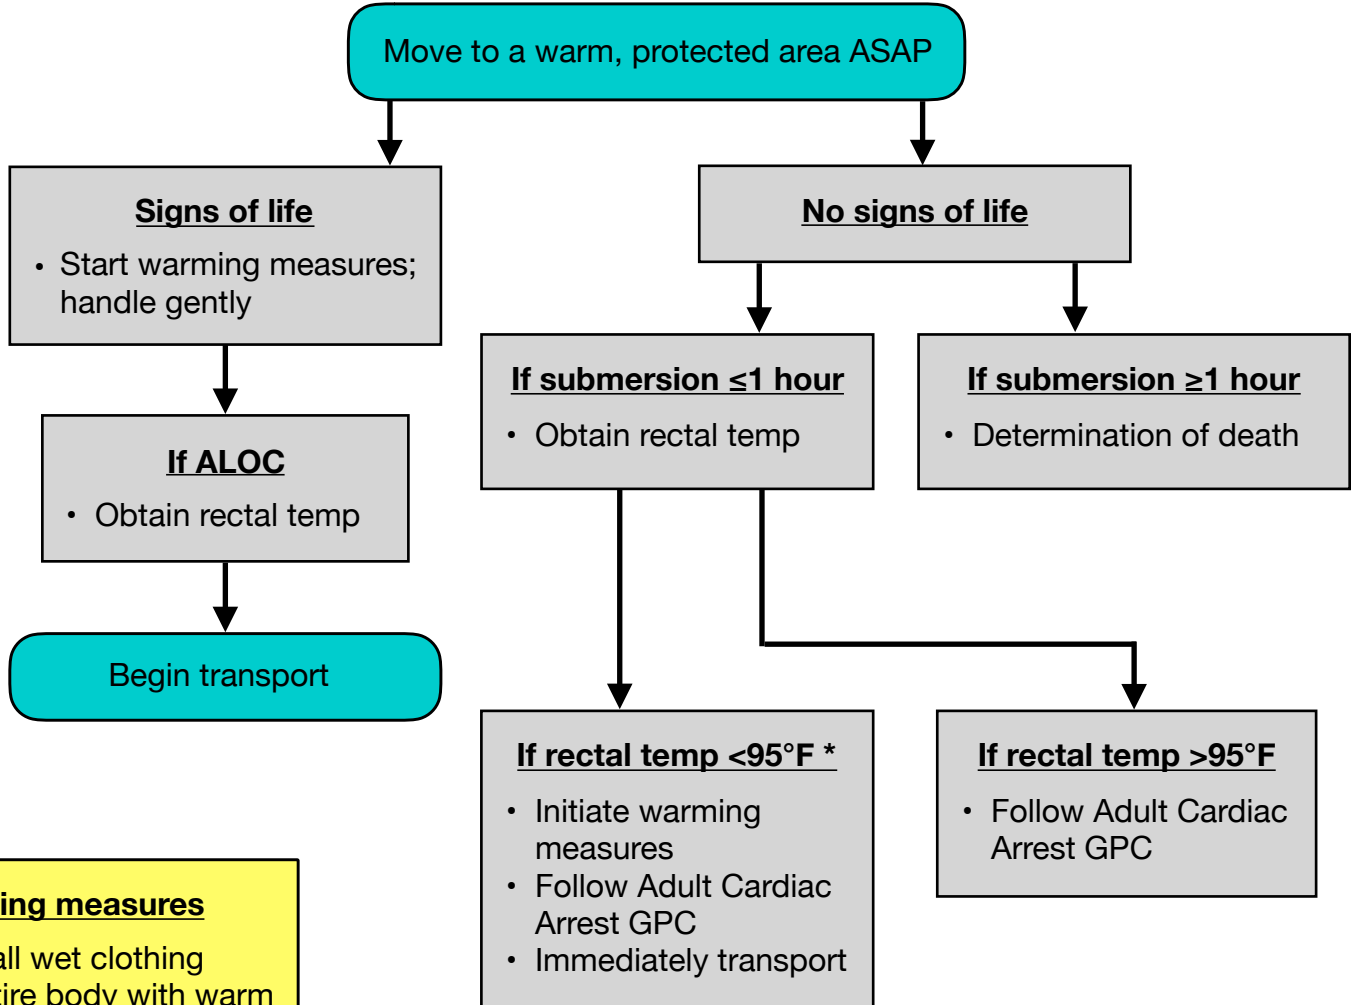 Move to a warm, protected area ASAP
Signs of life
• Start warming measures;
handle gently
No signs of life
If submersion ≤1 hour
• Obtain rectal temp
If submersion ≥1 hour
• Determination of death
If ALOC
• Obtain rectal temp
Begin transport
If rectal temp <95°F *
• Initiate warming
measures
• Follow Adult Cardiac
Arrest GPC
• Immediately transport
If rectal temp >95°F
• Follow Adult Cardiac
Arrest GPC
measures
all wet clothing
body with warm